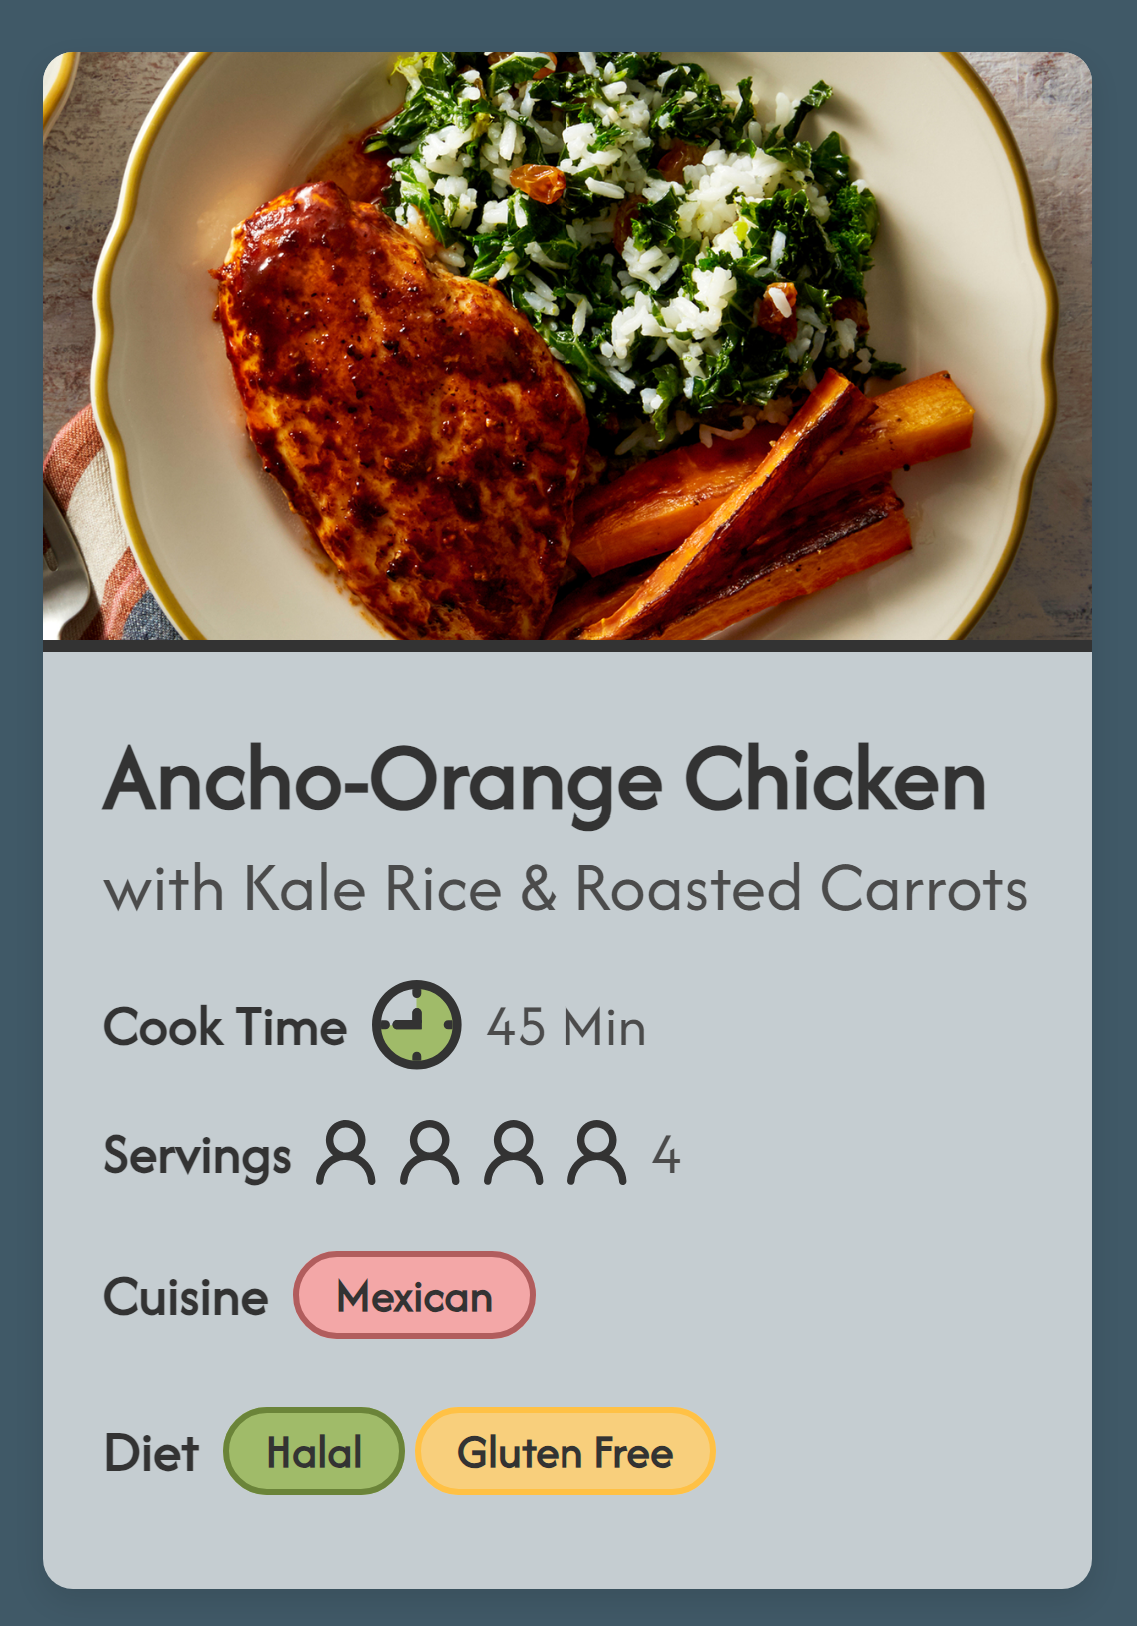 Ancho-Orange Chicken
with Kale Rice & Roasted Carrots
Cook Time 45 Min
Servings 4
Cuisine Mexican
Diet Halal Gluten Free